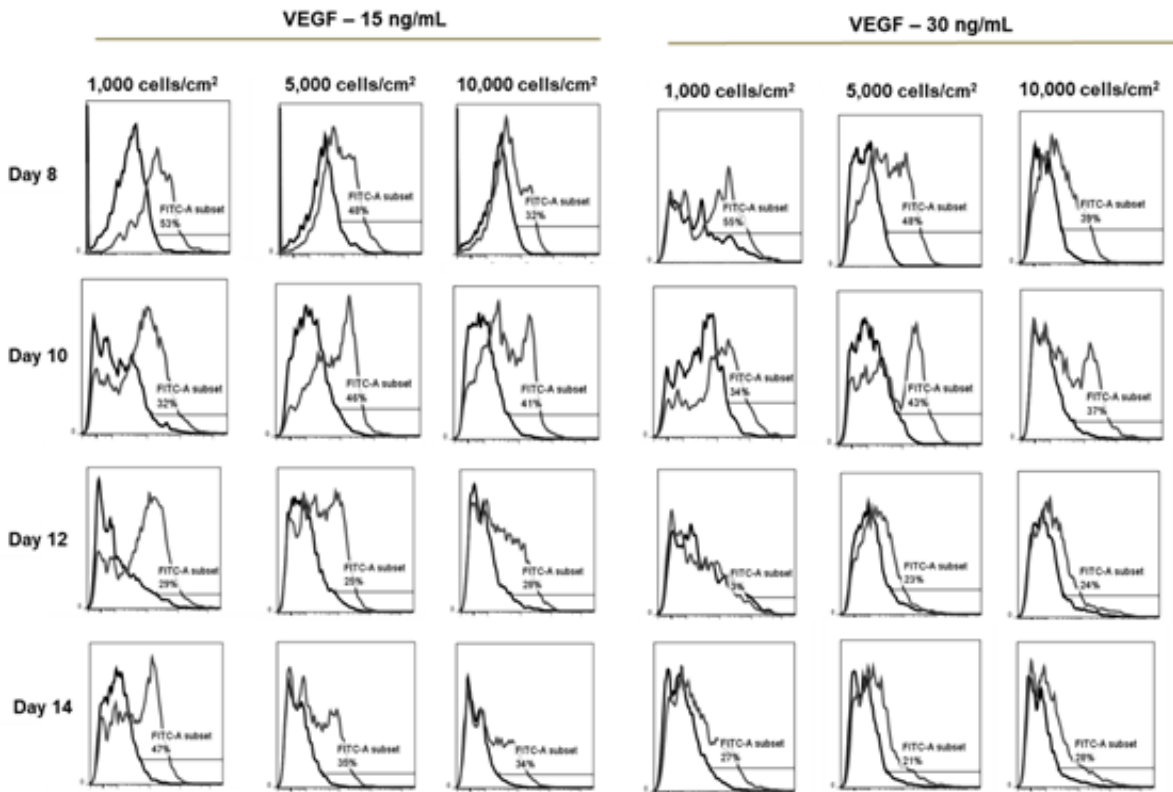 VEGF – 15 ng/mL
VEGF – 30 ng/mL
1,000 cells/cm²
5,000 cells/cm²
10,000 cells/cm²
1,000 cells/cm²
5,000 cells/cm²
10,000 cells/cm²
Day 8
FITC-A subset
53%
FITC-A subset
48%
FITC-A subset
32%
FITC-A subset
55%
FITC-A subset
48%
FITC-A subset
39%
Day 10
FITC-A subset
32%
FITC-A subset
46%
FITC-A subset
41%
FITC-A subset
34%
FITC-A subset
43%
FITC-A subset
37%
Day 12
FITC-A subset
29%
FITC-A subset
25%
FITC-A subset
28%
FITC-A subset
3%
FITC-A subset
23%
FITC-A subset
24%
Day 14
FITC-A subset
47%
FITC-A subset
35%
FITC-A subset
34%
FITC-A subset
27%
FITC-A subset
21%
FITC-A subset
28%